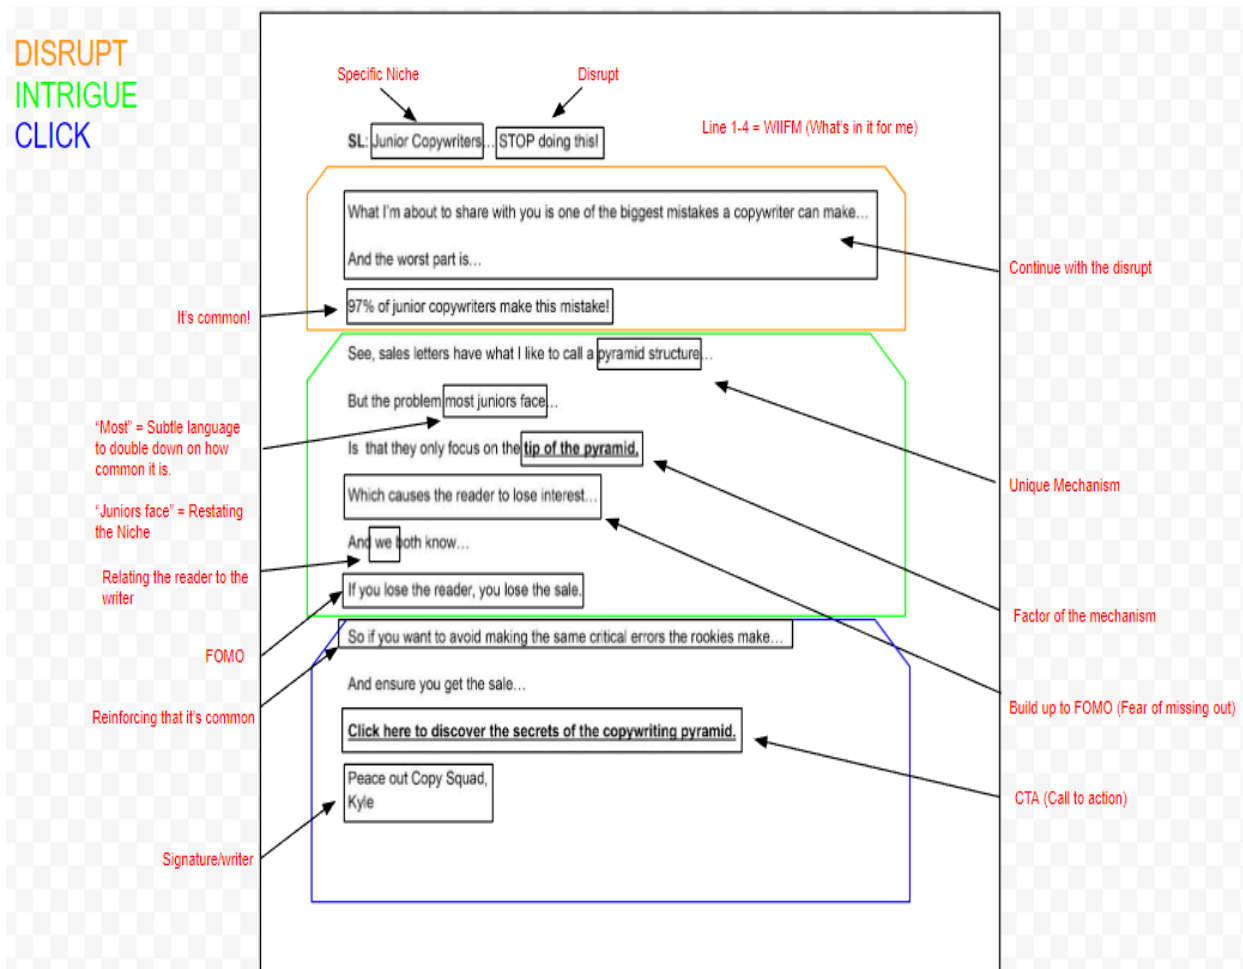 DISRUPT
INTRIGUE
CLICK
Specific Niche
Disrupt
Line 1-4 = WIIFM (What's in it for me)
SL: Junior Copywriters... STOP doing this!
What I'm about to share with you is one of the biggest mistakes a copywriter can make...
And the worst part is...
Continue with the disrupt
97% of junior copywriters make this mistake!
It's common!
See, sales letters have what I like to call a pyramid structure...
But the problem most juniors face...
"Most" = Subtle language
to double down on how
common it is.
Is that they only focus on the tip of the pyramid.
Which causes the reader to lose interest...
Unique Mechanism
"Juniors face" = Restating
the Niche
And we both know...
Relating the reader to the
writer
If you lose the reader, you lose the sale.
Factor of the mechanism
So if you want to avoid making the same critical errors the rookies make...
FOMO
And ensure you get the sale...
Build up to FOMO (Fear of missing out)
Reinforcing that it's common
Click here to discover the secrets of the copywriting pyramid.
Peace out Copy Squad,
Kyle
CTA (Call to action)
Signature/writer